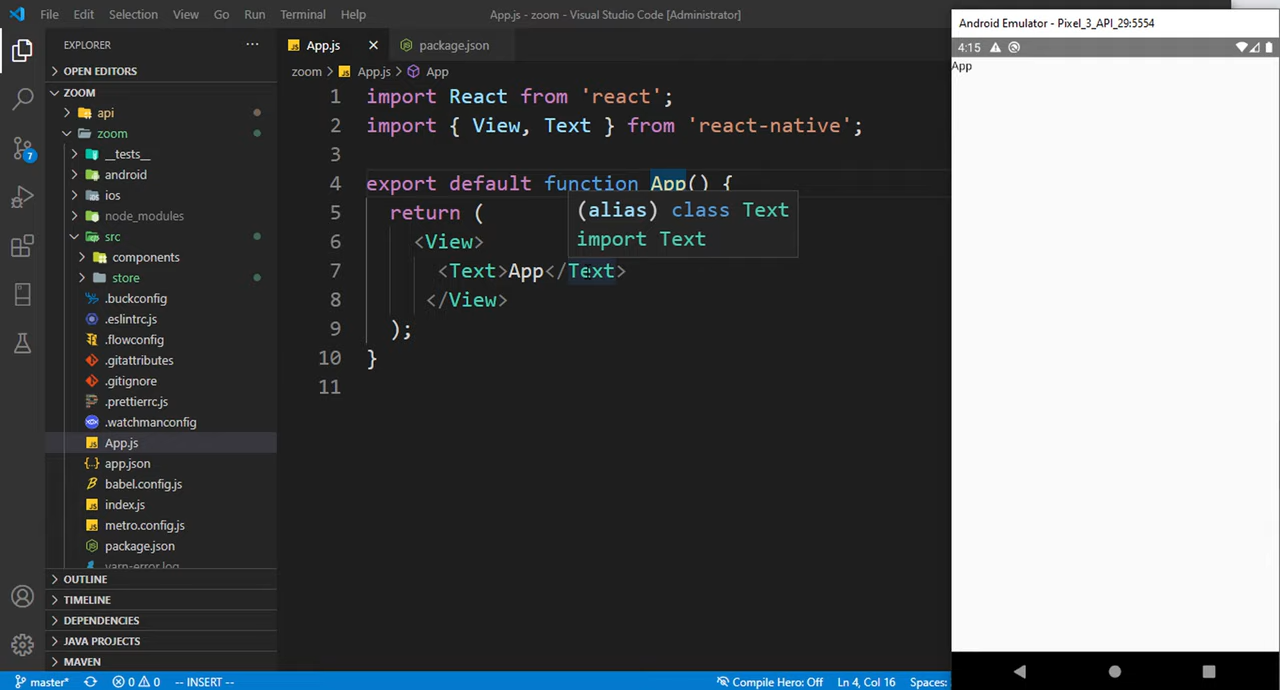 File Edit Selection View Go Run Terminal Help
App.js - zoom - Visual Studio Code [Administrator]
EXPLORER
OPEN EDITORS
ZOOM
api
zoom
__tests__
android
ios
node_modules
src
components
store
.buckconfig
.eslintrc.js
.flowconfig
.gitattributes
.gitignore
.prettierrc.js
.watchmanconfig
App.js
app.json
babel.config.js
index.js
metro.config.js
package.json
yarn-error.log
OUTLINE
TIMELINE
DEPENDENCIES
JAVA PROJECTS
MAVEN
7
App.js package.json
zoom > App.js > App
1 import React from 'react';
2 import { View, Text } from 'react-native';
3
4 export default function App() {
5 return (
(alias) class Text
import Text
6 <View>
7 <Text>App</Text>
8 </View>
9 );
10 }
11
master* 0 0 -- INSERT -- Compile Hero: Off Ln 4, Col 16 Spaces:
Android Emulator - Pixel_3_API_29:5554
4:15
App